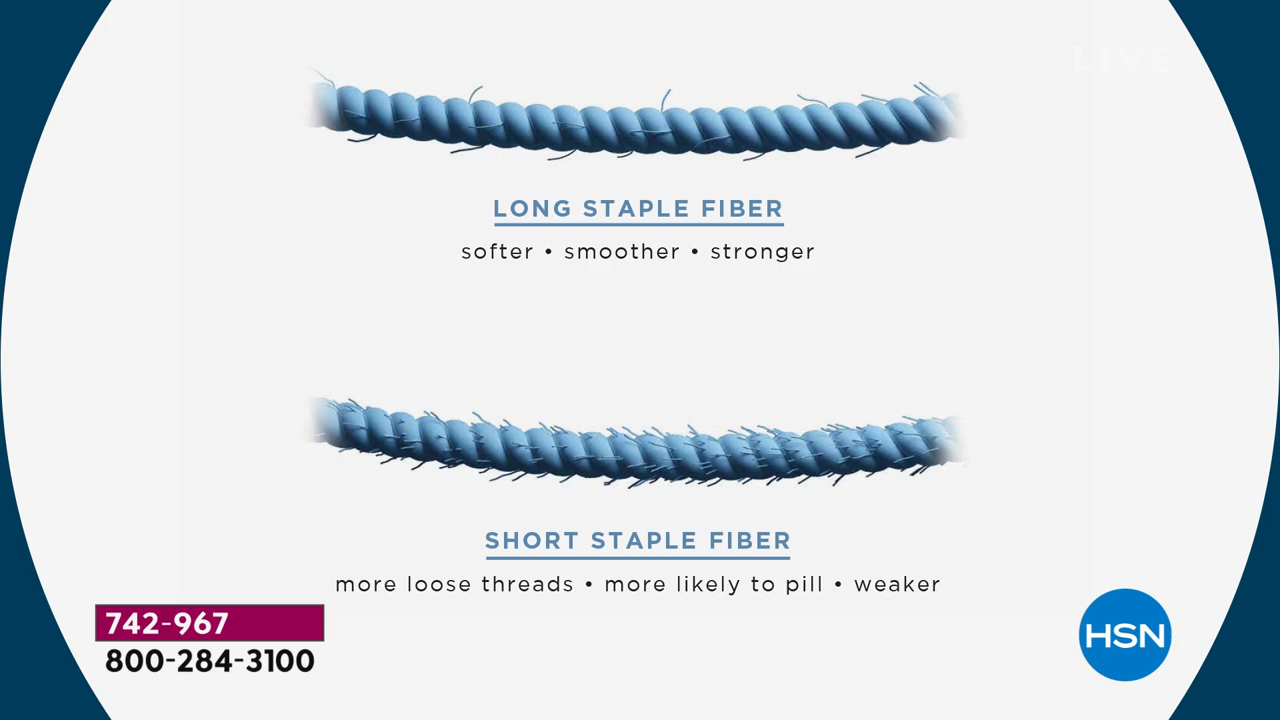 LIVE
LONG STAPLE FIBER
softer • smoother • stronger
SHORT STAPLE FIBER
more loose threads • more likely to pill • weaker
742-967
800-284-3100
HSN